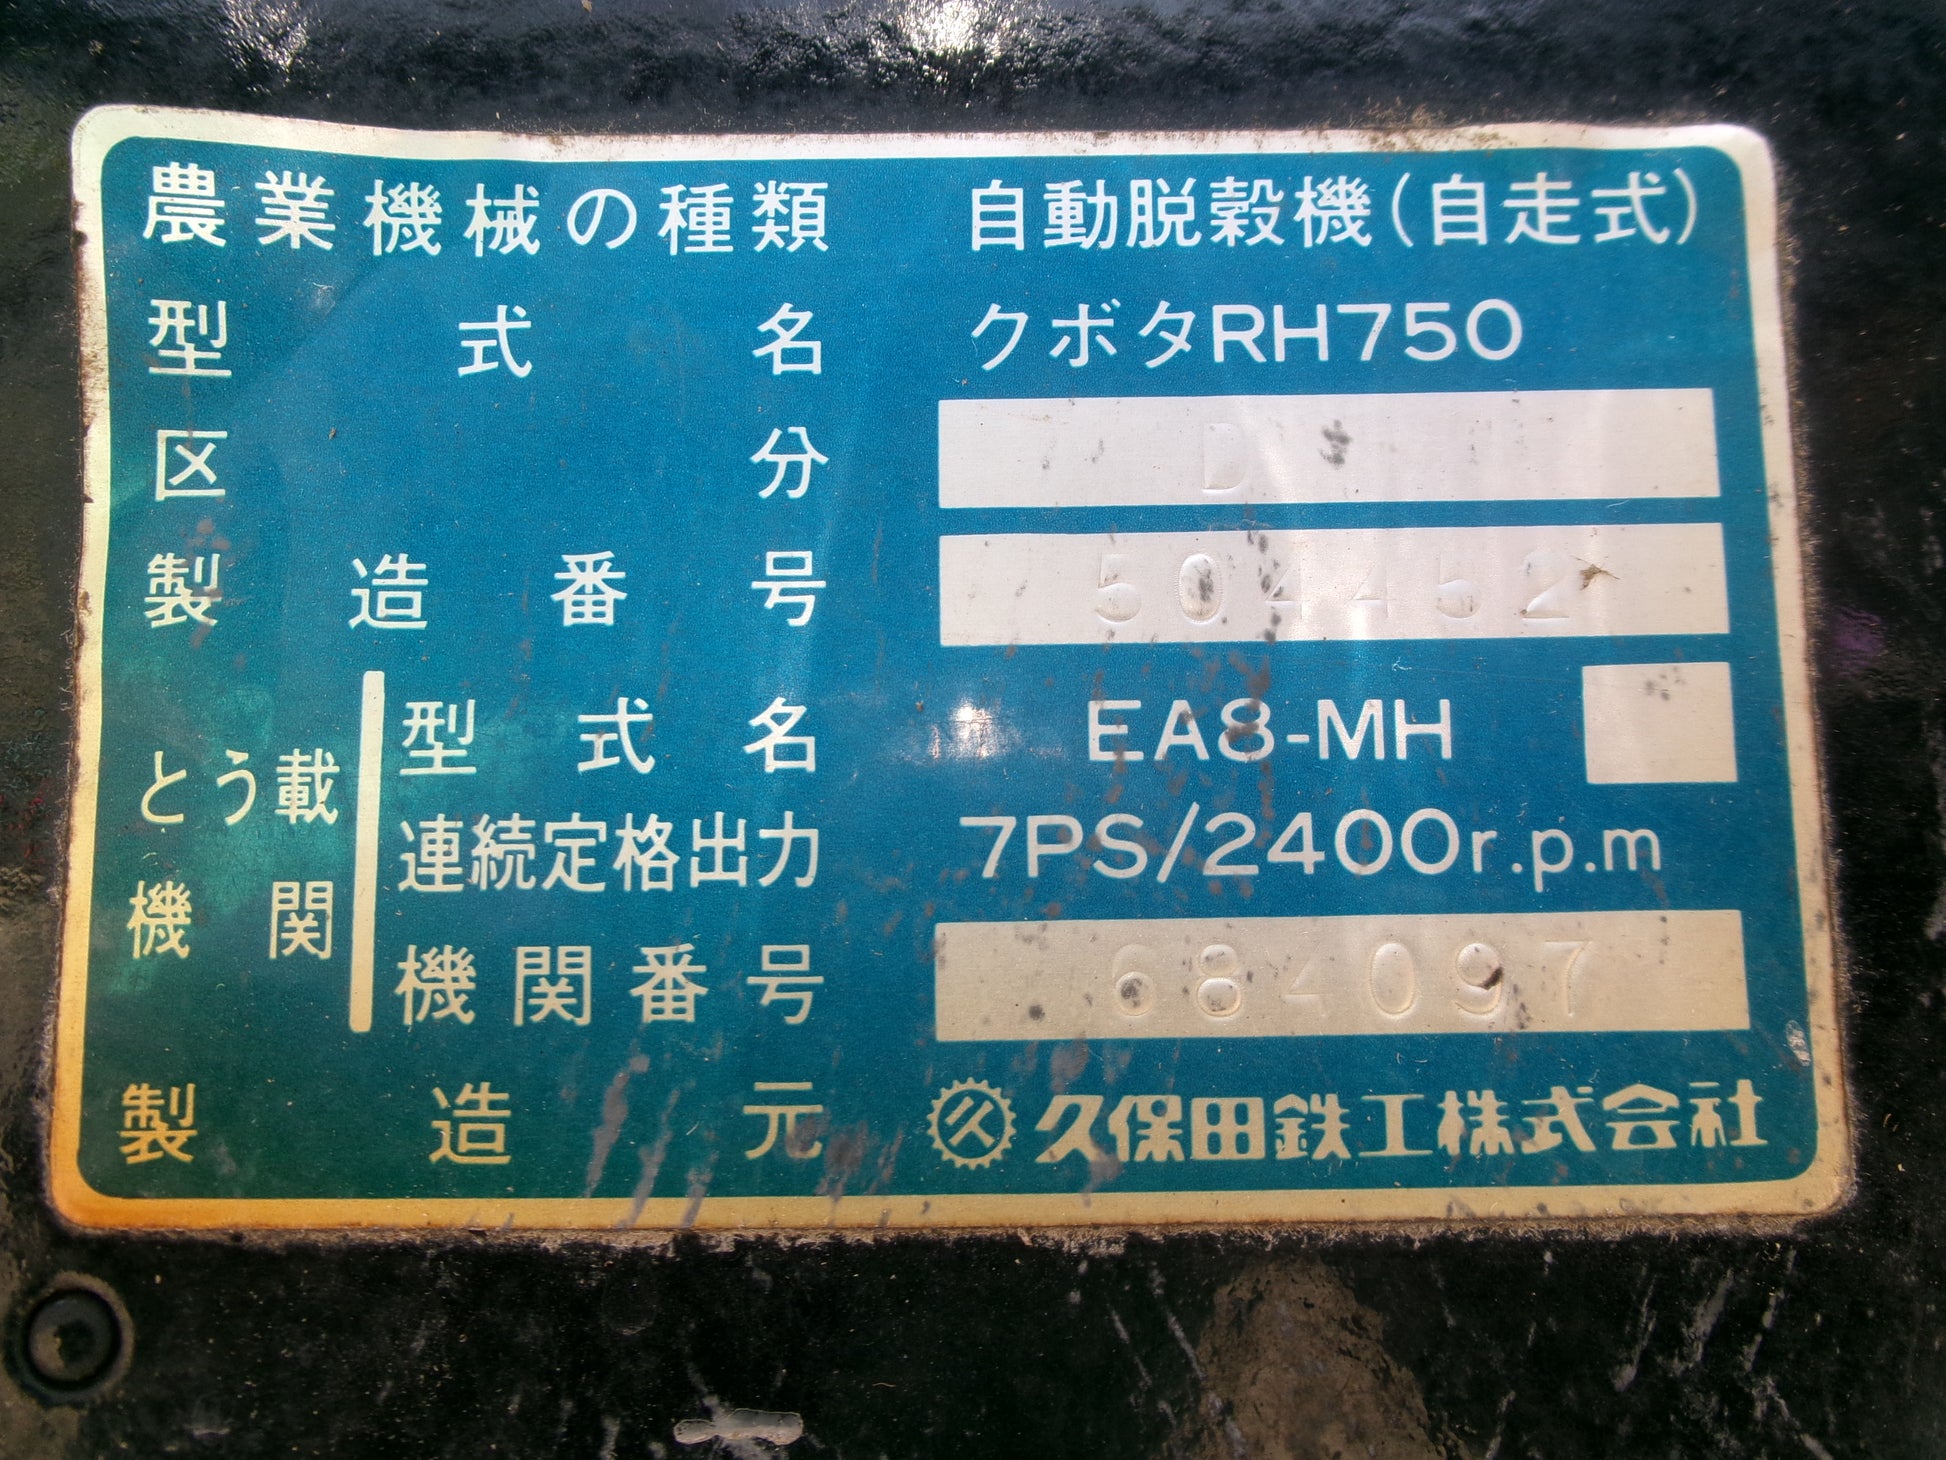 農業機械の種類 自動脱穀機(自走式)
型式名 クボタRH750
区分 D
製造番号 504452
とう載機関
型式名 EA8-MH
連続定格出力 7PS/2400r.p.m
機関番号 684097
製造元 久 久保田鉄工株式会社